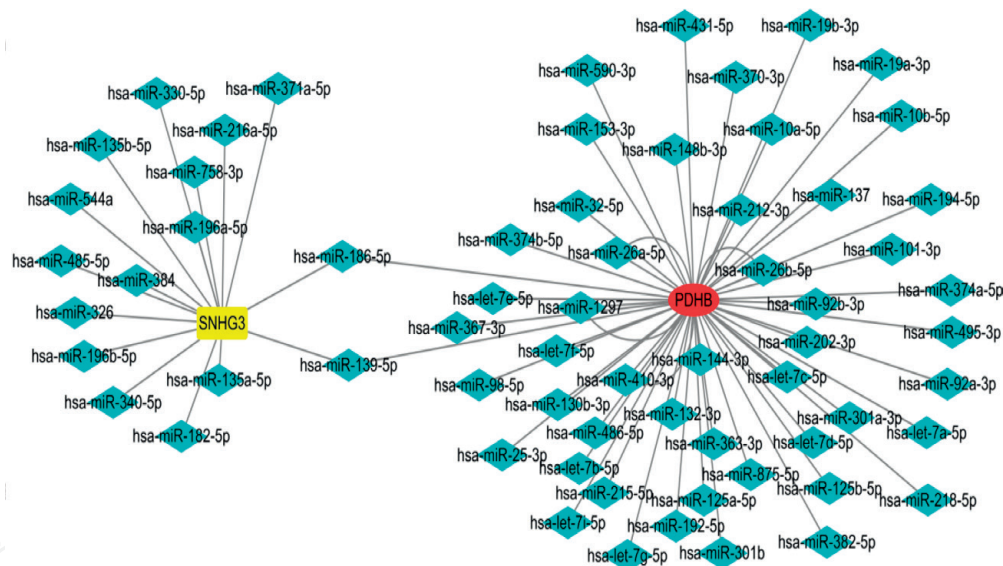 hsa-miR-431-5p
hsa-miR-19b-3p
hsa-miR-590-3p
hsa-miR-370-3p
hsa-miR-19a-3p
hsa-miR-330-5p
hsa-miR-371a-5p
hsa-miR-216a-5p
hsa-miR-153-3p
hsa-miR-10a-5p
hsa-miR-10b-5p
hsa-miR-135b-5p
hsa-miR-148b-3p
hsa-miR-758-3p
hsa-miR-544a
hsa-miR-32-5p
hsa-miR-137
hsa-miR-194-5p
hsa-miR-212-3p
hsa-miR-196a-5p
hsa-miR-374b-5p
hsa-miR-26a-5p
hsa-miR-101-3p
hsa-miR-186-5p
hsa-miR-485-5p
hsa-miR-26b-5p
hsa-miR-384
hsa-miR-374a-5p
PDHB
hsa-let-7e-5p
hsa-miR-1297
hsa-miR-92b-3p
hsa-miR-326
SNHG3
hsa-miR-367-3p
hsa-miR-495-3p
hsa-miR-202-3p
hsa-let-7f-5p
hsa-miR-196b-5p
hsa-miR-139-5p
hsa-miR-144-3p
hsa-let-7c-5p
hsa-miR-135a-5p
hsa-miR-410-3p
hsa-miR-98-5p
hsa-miR-92a-3p
hsa-miR-340-5p
hsa-miR-130b-3p
hsa-miR-132-3p
hsa-miR-301a-3p
hsa-miR-182-5p
hsa-miR-486-5p
hsa-let-7a-5p
hsa-miR-363-3p
hsa-let-7d-5p
hsa-miR-25-3p
hsa-let-7b-5p
hsa-miR-875-5p
hsa-miR-125b-5p
hsa-miR-215-5p
hsa-miR-125a-5p
hsa-miR-218-5p
hsa-let-7i-5p
hsa-miR-192-5p
hsa-miR-382-5p
hsa-let-7g-5p
hsa-miR-301b